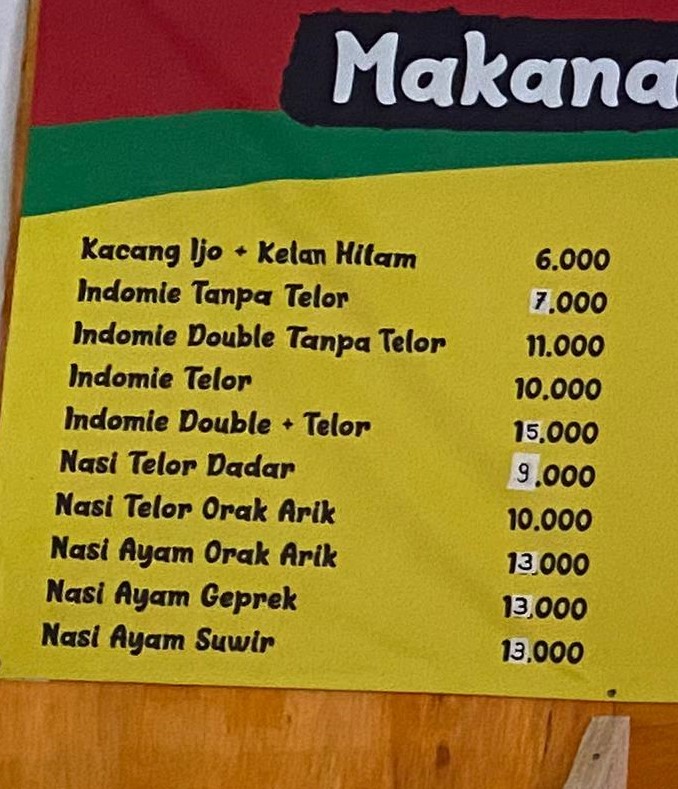 Makana
Kacang Ijo + Ketan Hitam 6.000
Indomie Tanpa Telor 7.000
Indomie Double Tanpa Telor 11.000
Indomie Telor 10.000
Indomie Double + Telor 15.000
Nasi Telor Dadar 9.000
Nasi Telor Orak Arik 10.000
Nasi Ayam Orak Arik 13,000
Nasi Ayam Geprek 13,000
Nasi Ayam Suwir 13,000